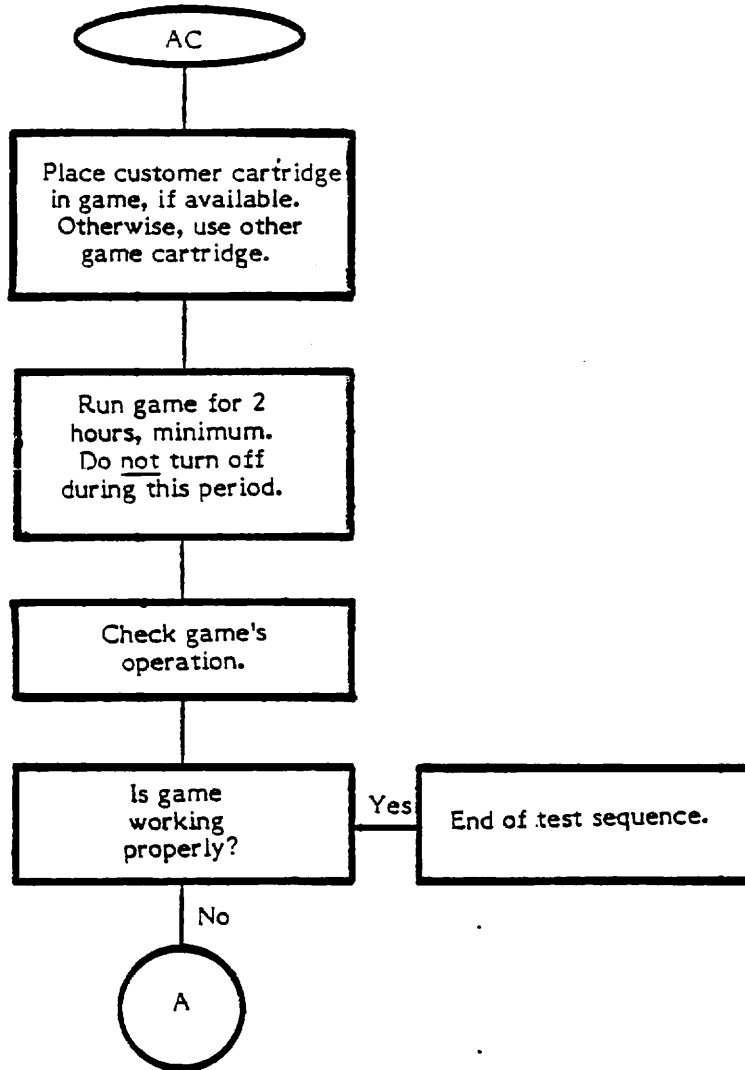 AC
Place customer cartridge
in game, if available.
Otherwise, use other
game cartridge.
Run game for 2
hours, minimum.
Do not turn off
during this period.
Check game's
operation.
Is game
working
properly?
Yes
End of test sequence.
No
A